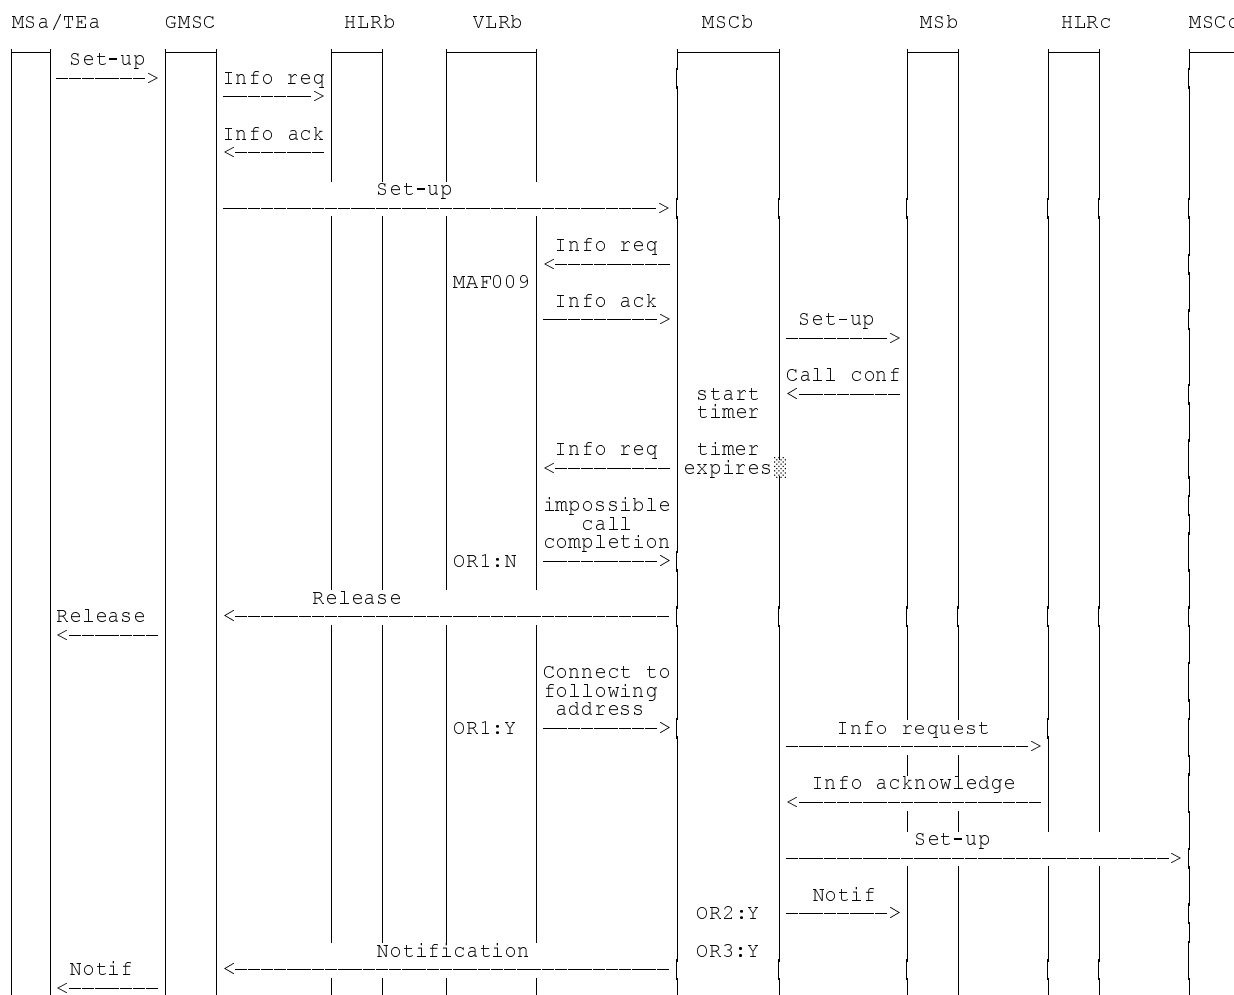 MSa/TEa GMSC HLRb VLRb MSCb MSb HLRc MSCc
Set-up
Info req
Info ack
Set-up
Info req
MAF009
Info ack
Set-up
Call conf
start
timer
Info req timer
expires
impossible
call
completion
OR1:N
Release
Release
Connect to
following
address
OR1:Y Info request
Info acknowledge
Set-up
Notif
OR2:Y
Notification OR3:Y
Notif